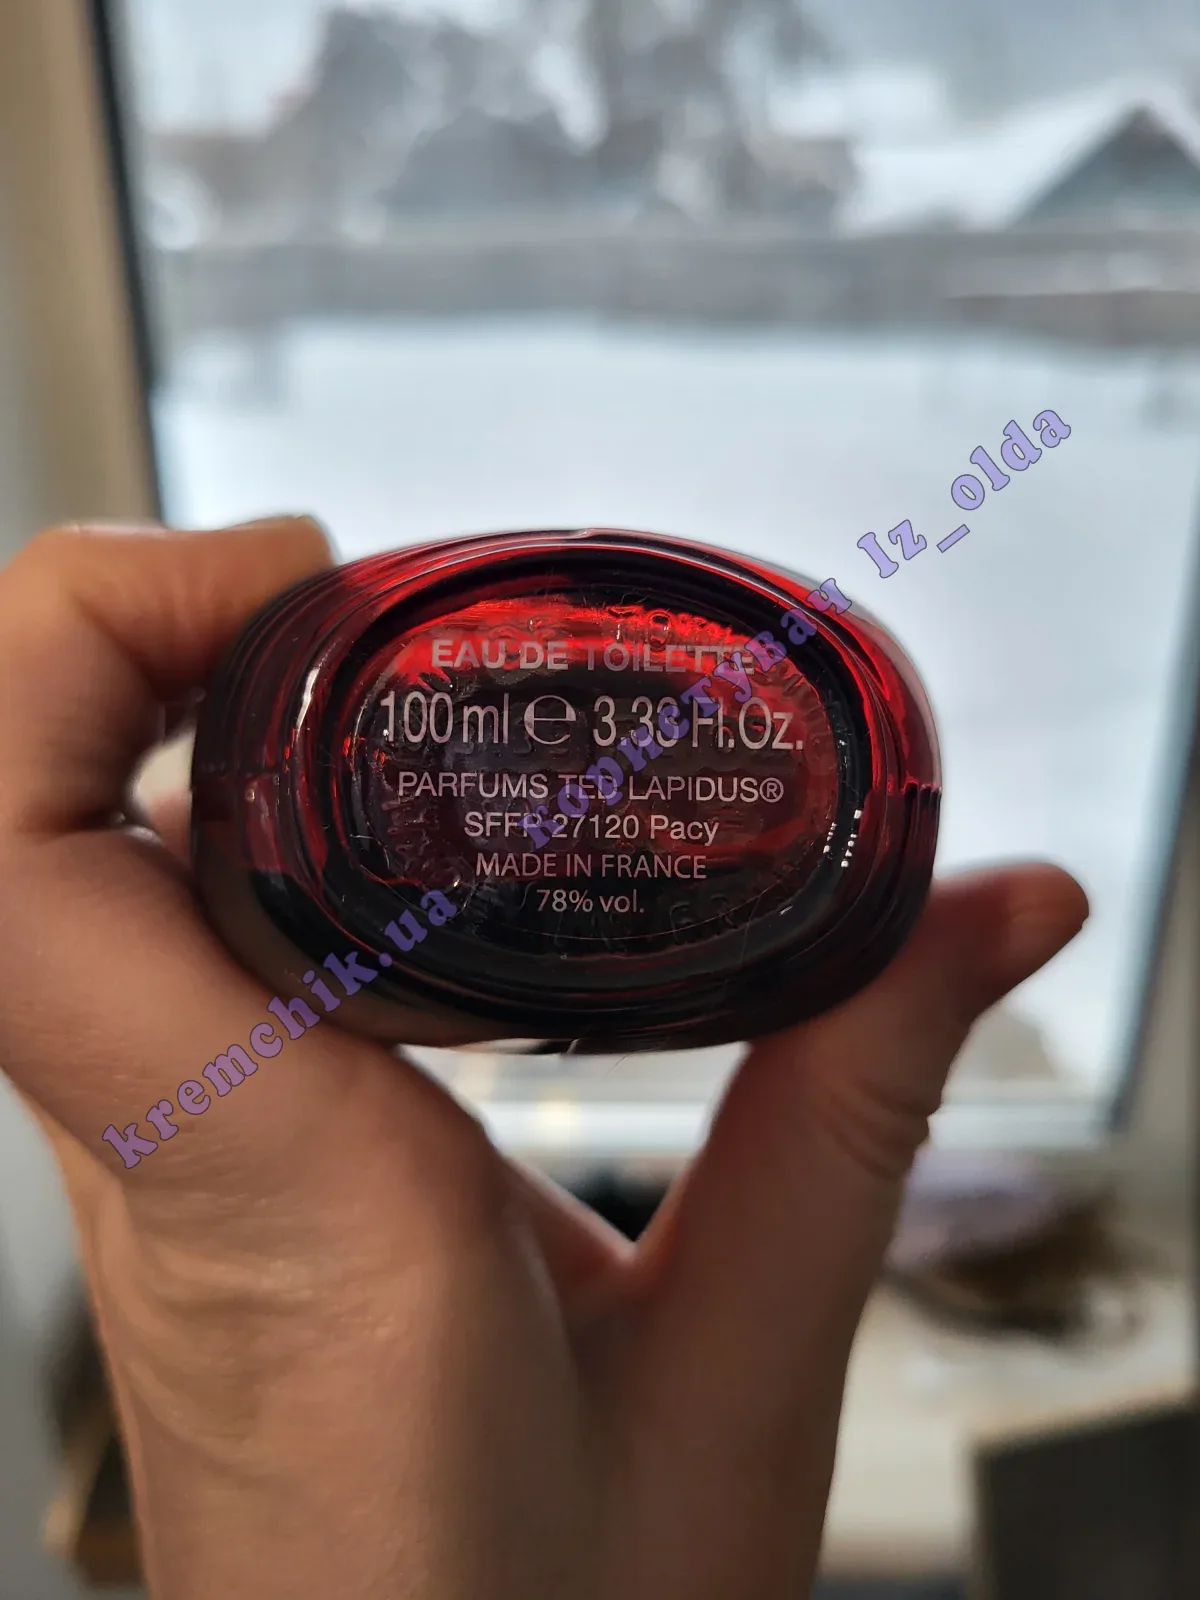 EAU DE TOILETTE
100 ml ℮ 3.33 Fl.Oz.
PARFUMS TED LAPIDUS®
SFFP 27120 Pacy
MADE IN FRANCE
78% vol.
kremchik.ua користувач Iz_olda